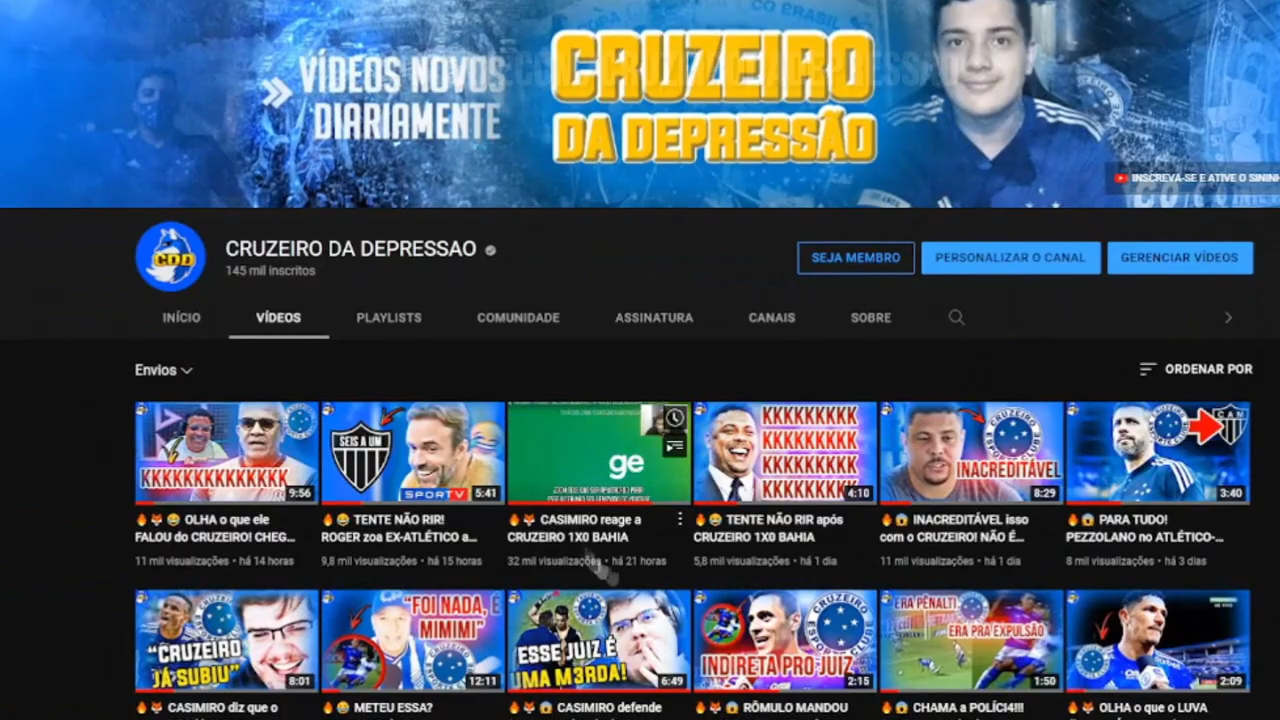 VÍDEOS NOVOS
DIARIAMENTE
CRUZEIRO
DA DEPRESSÃO
INSCREVA-SE E ATIVE O SININH
CDD
CRUZEIRO DA DEPRESSAO
145 mil inscritos
SEJA MEMBRO
PERSONALIZAR O CANAL
GERENCIAR VÍDEOS
INÍCIO
VÍDEOS
PLAYLISTS
COMUNIDADE
ASSINATURA
CANAIS
SOBRE
Envios
ORDENAR POR
KKKKKKKKKKKK
9:56
SEIS A UM
SPORTV
5:41
ge
KKKKKKKKK
KKKKKKKKK
KKKKKKKKK
KKKKKKKKK
4:10
CRUZEIRO
INACREDITÁVEL
8:29
CAM
3:40
🔥🦊😂 OLHA o que ele
FALOU do CRUZEIRO! CHEG...
11 mil visualizações • há 14 horas
🔥😂 TENTE NÃO RIR!
ROGER zoa EX-ATLÉTICO a...
9,8 mil visualizações • há 15 horas
🔥🦊 CASIMIRO reage a
CRUZEIRO 1X0 BAHIA
32 mil visualizações • há 21 horas
🔥😂 TENTE NÃO RIR após
CRUZEIRO 1X0 BAHIA
5,8 mil visualizações • há 1 dia
🔥😱 INACREDITÁVEL isso
com o CRUZEIRO! NÃO É...
11 mil visualizações • há 1 dia
🔥😱 PARA TUDO!
PEZZOLANO no ATLÉTICO-...
8 mil visualizações • há 3 dias
"CRUZEIRO
JÁ SUBIU"
8:01
"FOI NADA, É
MIMIMI"
12:11
ESSE JUIZ É
UMA M3RDA!
6:49
CRUZEIRO
INDIRETA PRO JUIZ
2:15
ERA PÊNALTI
ERA PRA EXPULSÃO
1:50
2:09
🔥🦊 CASIMIRO diz que o
🔥😂 METEU ESSA?
🔥🦊😱 CASIMIRO defende
🔥🦊😱 RÔMULO MANDOU
🔥😱 CHAMA a POLÍCI4!!!
🔥🦊 OLHA o que o LUVA